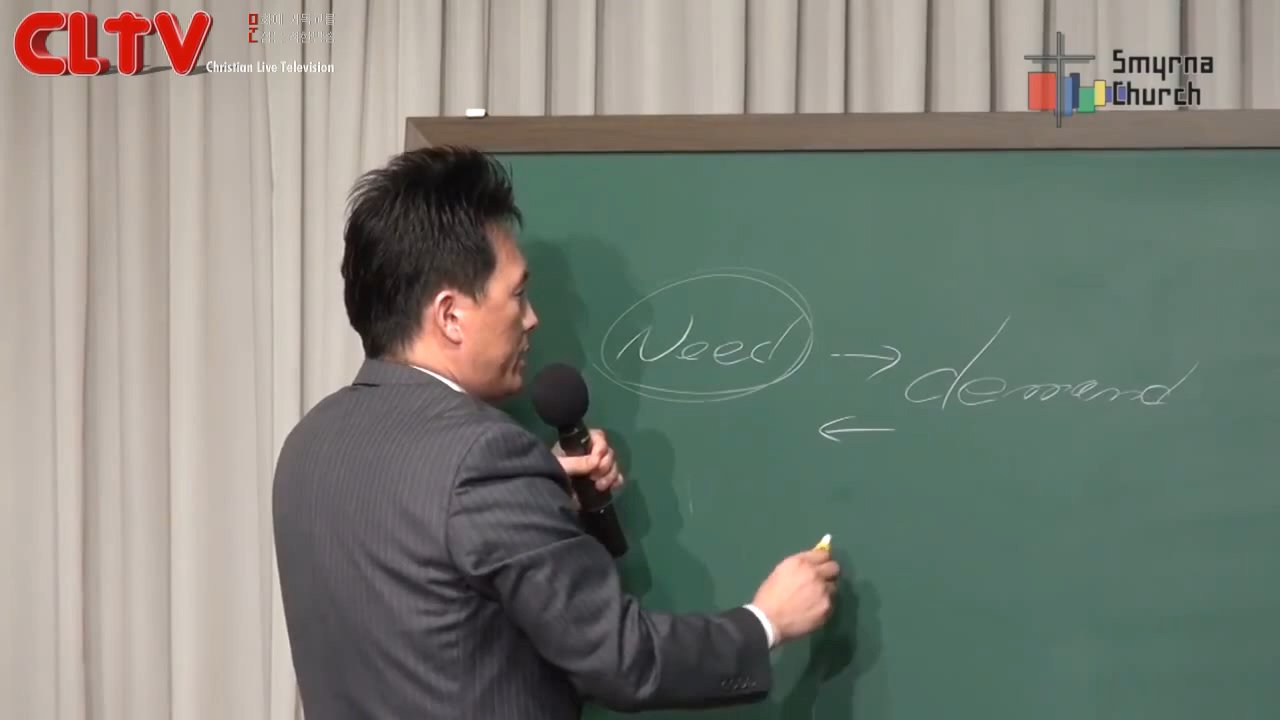 CLTV
Christian Live Television
Smyrna
Church
Need → demand
←